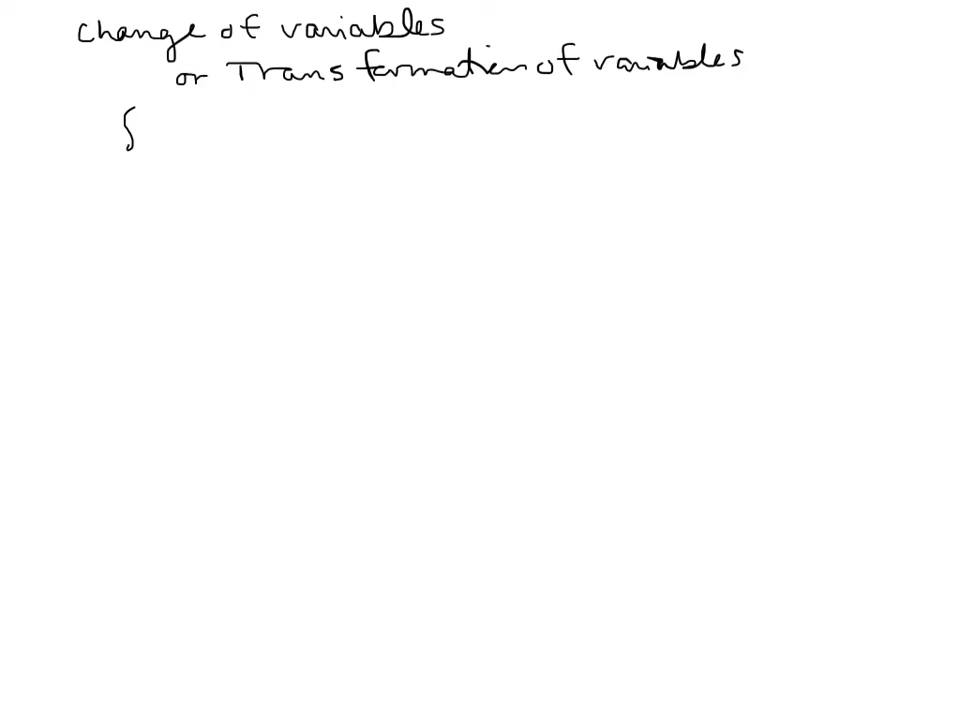 change of variables
or Transformation of variables
∫